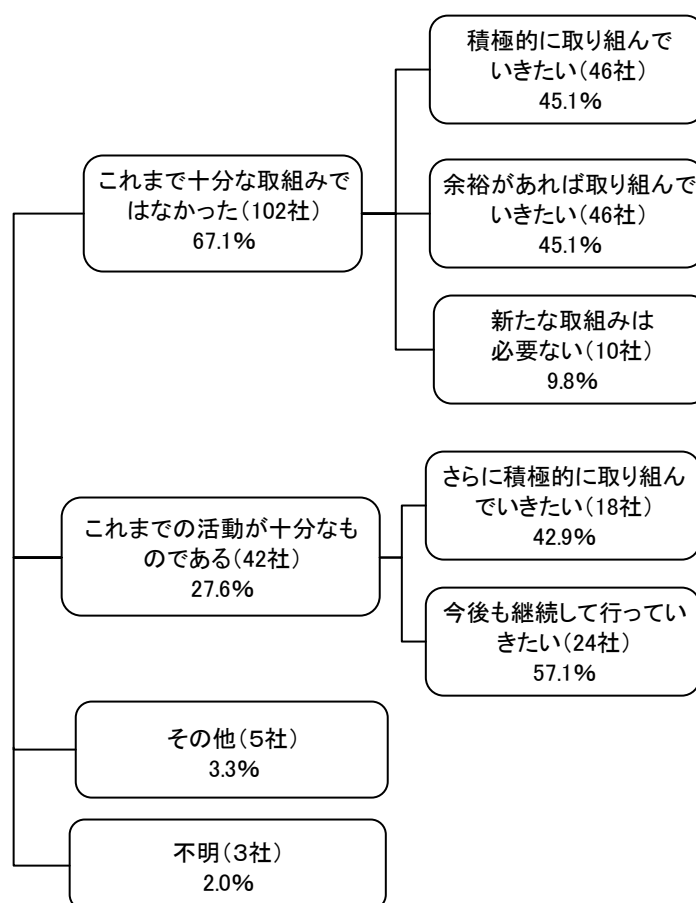 積極的に取り組んで
いきたい(46社)
45.1%
これまで十分な取組みで
はなかった(102社)
67.1%
余裕があれば取り組んで
いきたい(46社)
45.1%
新たな取組みは
必要ない(10社)
9.8%
さらに積極的に取り組ん
でいきたい(18社)
42.9%
これまでの活動が十分なも
のである(42社)
27.6%
今後も継続して行ってい
きたい(24社)
57.1%
その他(5社)
3.3%
不明(3社)
2.0%